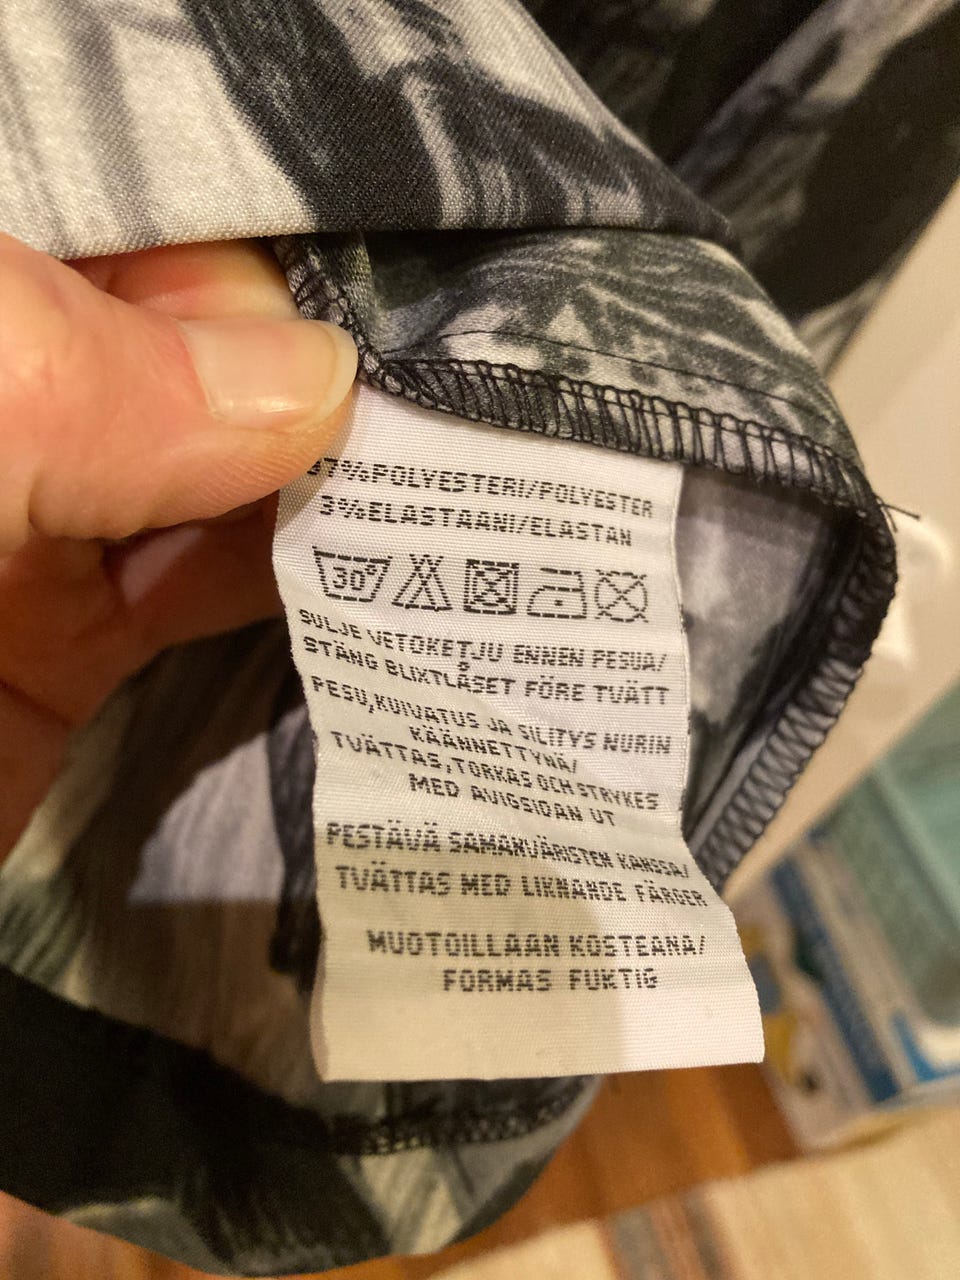 97%POLYESTERI/POLYESTER
3%ELASTAANI/ELASTAN
30°
SULJE VETOKETJU ENNEN PESUA/
STÄNG BLIXTLÅSET FÖRE TVÄTT
PESU,KUIVATUS JA SILITYS NURIN
KÄÄNNETTYNÄ/
TVÄTTAS,TORKAS OCH STRYKES
MED AVIGSIDAN UT
PESTÄVÄ SAMANVÄRISTEN KANSSA/
TVÄTTAS MED LIKNANDE FÄRGER
MUOTOILLAAN KOSTEANA/
FORMAS FUKTIG